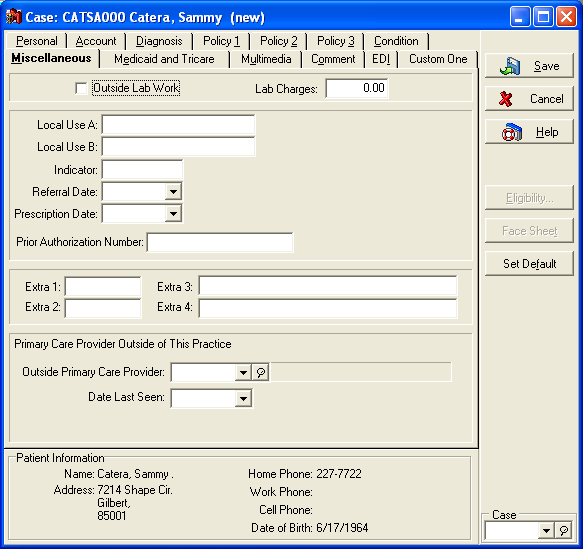 Case: CATSA000 Catera, Sammy (new)
Personal Account Diagnosis Policy 1 Policy 2 Policy 3 Condition
Miscellaneous Medicaid and Tricare Multimedia Comment EDI Custom One
Outside Lab Work Lab Charges: 0.00
Local Use A:
Local Use B:
Indicator:
Referral Date:
Prescription Date:
Prior Authorization Number:
Extra 1: Extra 3:
Extra 2: Extra 4:
Primary Care Provider Outside of This Practice
Outside Primary Care Provider:
Date Last Seen:
Patient Information
Name: Catera, Sammy . Home Phone: 227-7722
Address: 7214 Shape Cir. Work Phone:
Gilbert,
85001 Cell Phone:
Date of Birth: 6/17/1964
Save
Cancel
Help
Eligibility...
Face Sheet
Set Default
Case